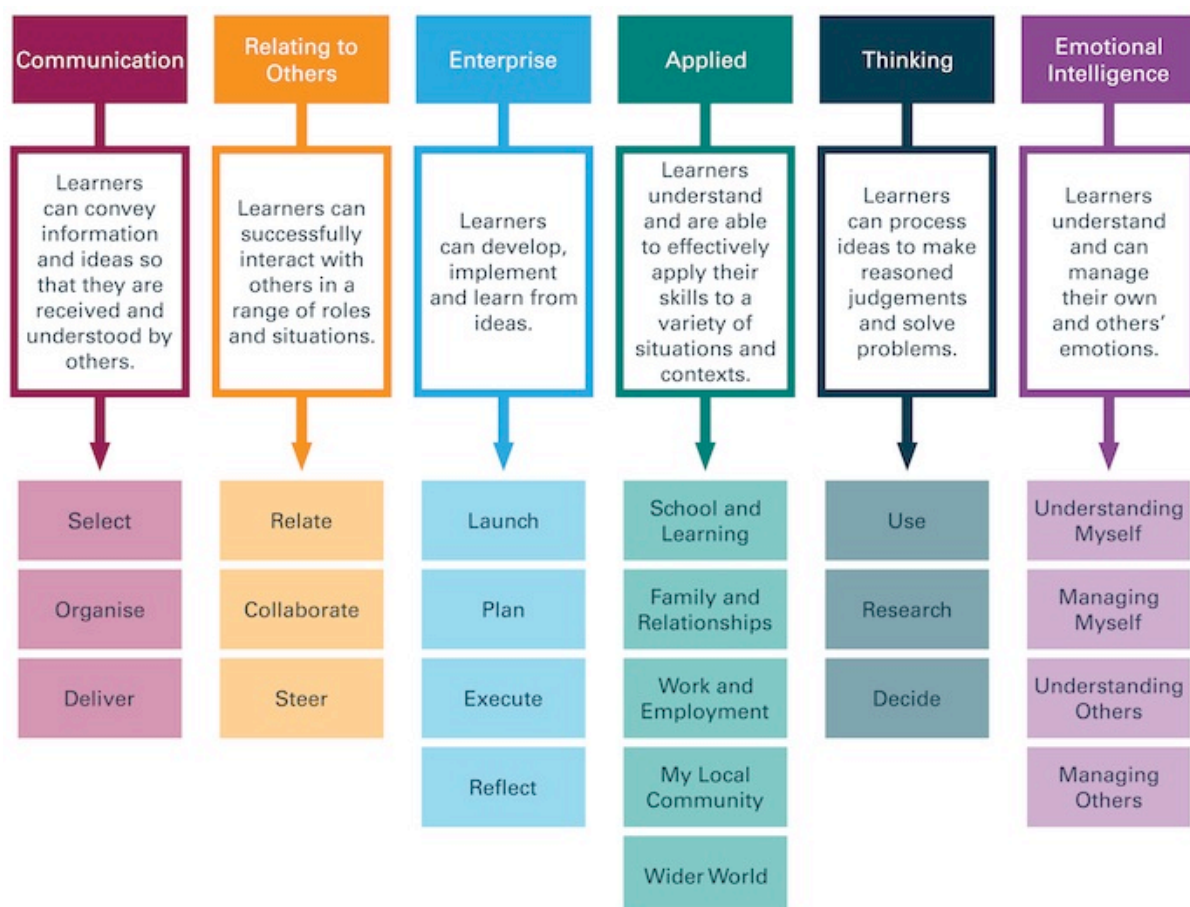 Communication
Learners
can convey
information
and ideas so
that they are
received and
understood by
others.
Select
Organise
Deliver
Relating to
Others
Learners can
successfully
interact with
others in a
range of roles
and situations.
Relate
Collaborate
Steer
Enterprise
Learners
can develop,
implement
and learn from
ideas.
Launch
Plan
Execute
Reflect
Applied
Learners
understand
and are able
to effectively
apply their
skills to a
variety of
situations and
contexts.
School and
Learning
Family and
Relationships
Work and
Employment
My Local
Community
Wider World
Thinking
Learners
can process
ideas to make
reasoned
judgements
and solve
problems.
Use
Research
Decide
Emotional
Intelligence
Learners
understand
and can
manage
their own
and others’
emotions.
Understanding
Myself
Managing
Myself
Understanding
Others
Managing
Others